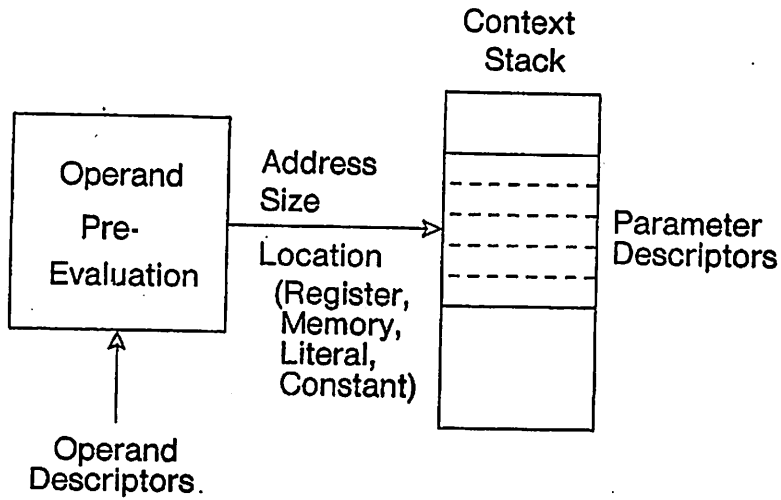 Context
Stack
Operand
Pre-
Evaluation
Address
Size
Location
(Register,
Memory,
Literal,
Constant)
Parameter
Descriptors
Operand
Descriptors.